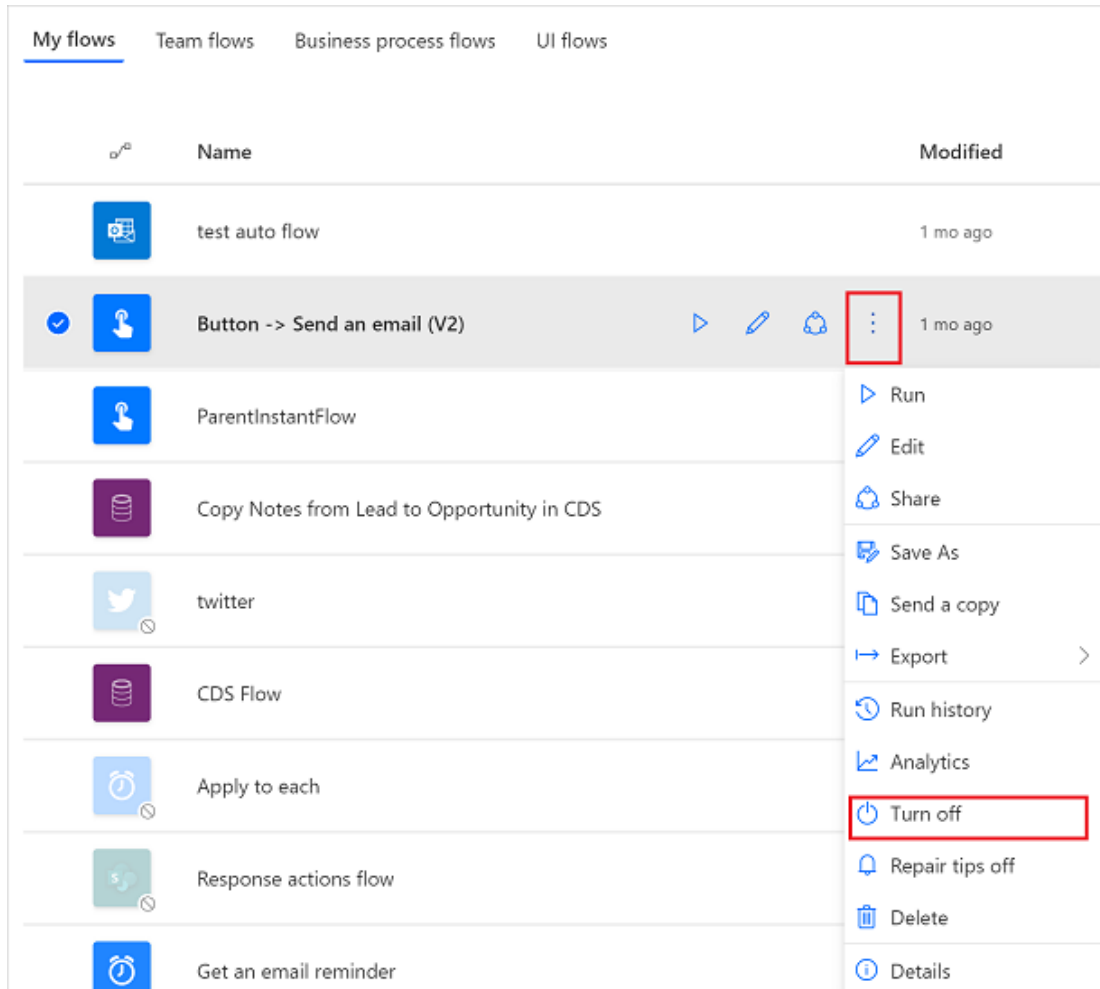 My flows Team flows Business process flows UI flows
Name Modified
test auto flow 1 mo ago
Button -> Send an email (V2) 1 mo ago
Run
ParentInstantFlow
Edit
Share
Copy Notes from Lead to Opportunity in CDS
Save As
twitter
Send a copy
Export
CDS Flow
Run history
Analytics
Apply to each
Turn off
Repair tips off
Response actions flow
Delete
Get an email reminder
Details